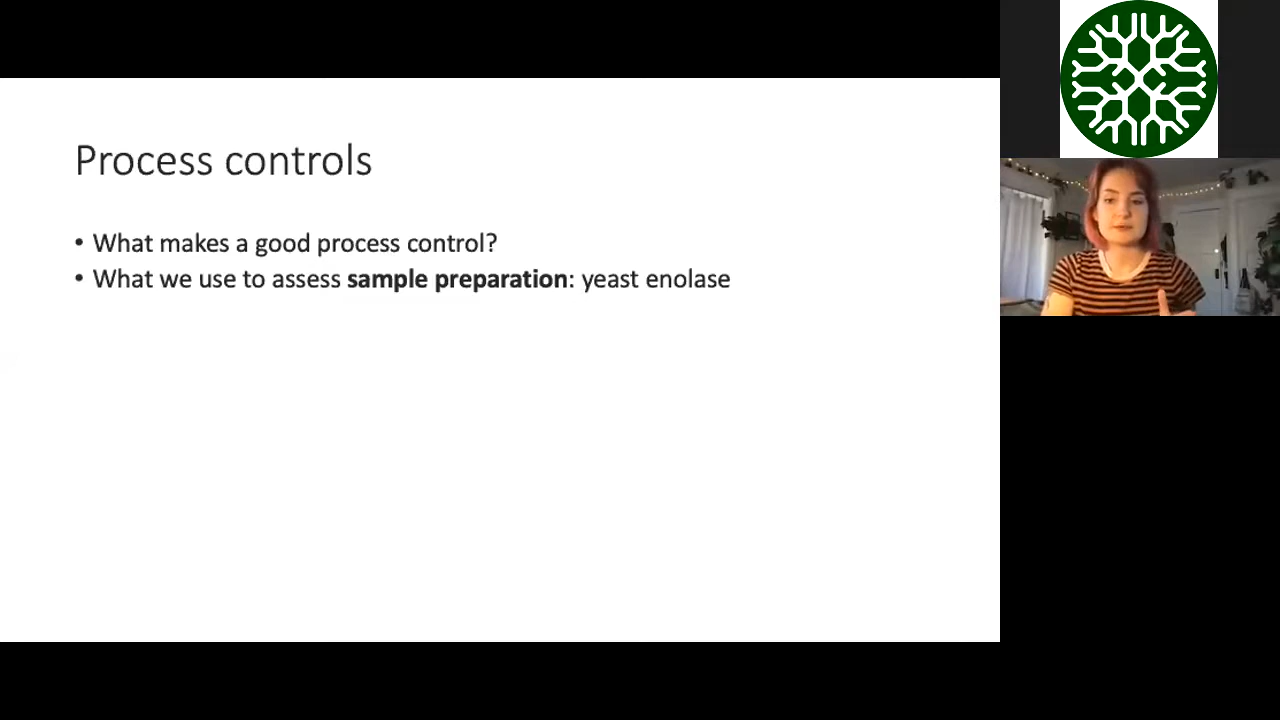 Process controls
• What makes a good process control?
• What we use to assess sample preparation: yeast enolase